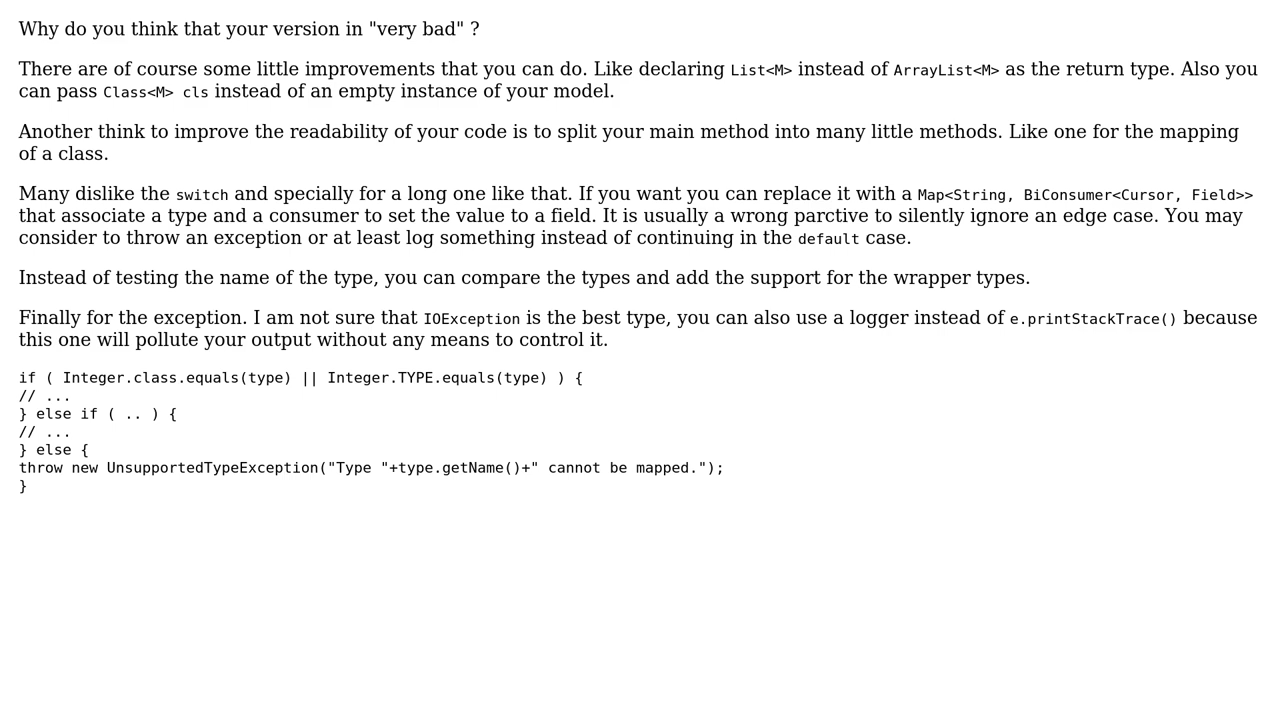 Why do you think that your version in "very bad" ?
There are of course some little improvements that you can do. Like declaring List<M> instead of ArrayList<M> as the return type. Also you
can pass Class<M> cls instead of an empty instance of your model.
Another think to improve the readability of your code is to split your main method into many little methods. Like one for the mapping
of a class.
Many dislike the switch and specially for a long one like that. If you want you can replace it with a Map<String, BiConsumer<Cursor, Field>>
that associate a type and a consumer to set the value to a field. It is usually a wrong parctive to silently ignore an edge case. You may
consider to throw an exception or at least log something instead of continuing in the default case.
Instead of testing the name of the type, you can compare the types and add the support for the wrapper types.
Finally for the exception. I am not sure that IOException is the best type, you can also use a logger instead of e.printStackTrace() because
this one will pollute your output without any means to control it.
if ( Integer.class.equals(type) || Integer.TYPE.equals(type) ) {
// ...
} else if ( .. ) {
// ...
} else {
throw new UnsupportedTypeException("Type "+type.getName()+" cannot be mapped.");
}